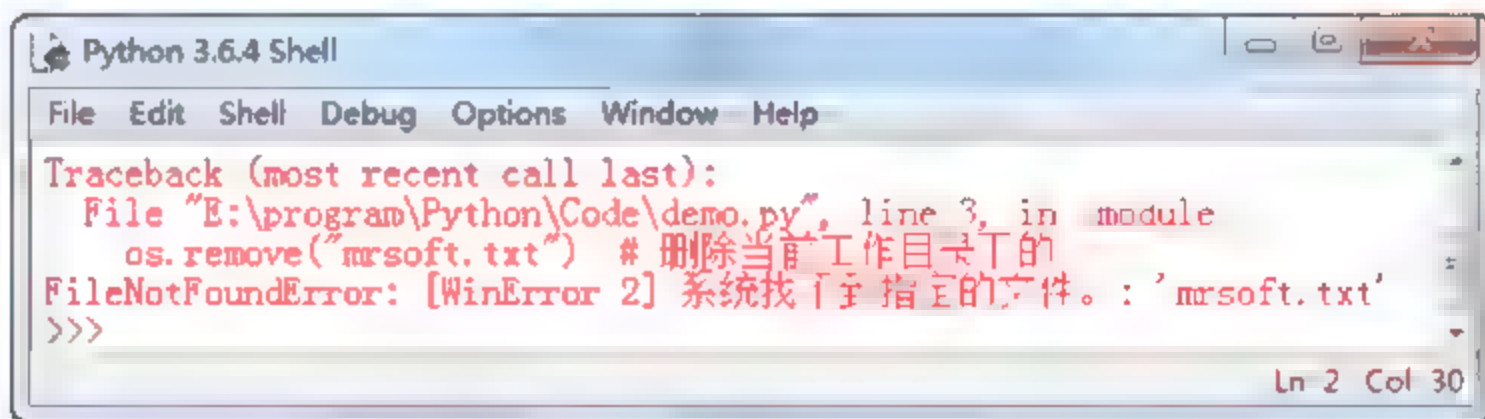 Python 3.6.4 Shell
File Edit Shell Debug Options Window Help
Traceback (most recent call last):
File "E:\program\Python\Code\demo.py", line 3, in module
os.remove("mrsoft.txt") # 删除当前工作目录下的
FileNotFoundError: [WinError 2] 系统找不到指定的文件。: 'mrsoft.txt'
>>>
Ln 2 Col 30